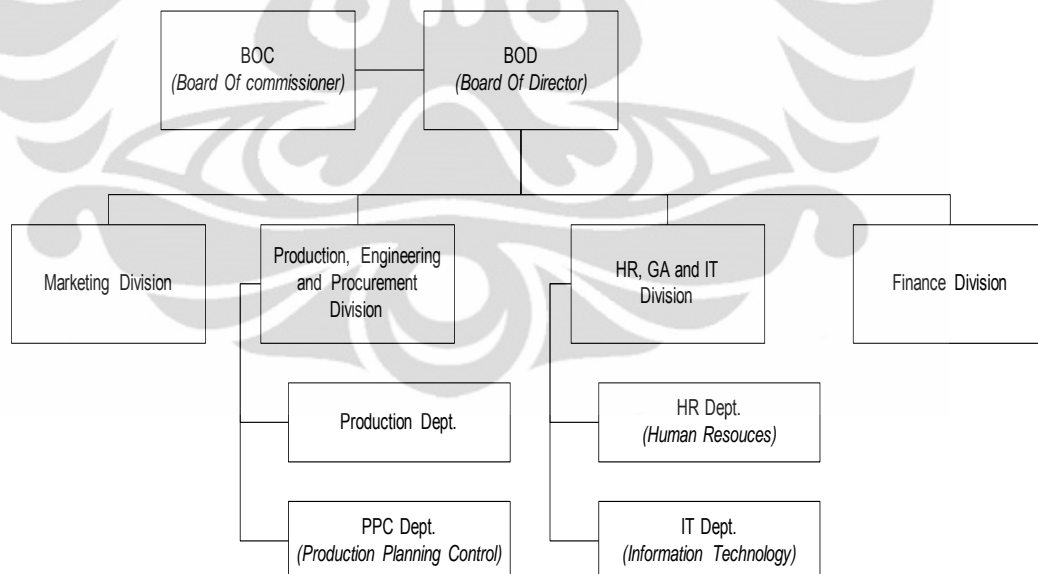 BOC
(Board Of commissioner)
BOD
(Board Of Director)
Marketing Division
Production, Engineering
and Procurement
Division
HR, GA and IT
Division
Finance Division
Production Dept.
HR Dept.
(Human Resouces)
PPC Dept.
(Production Planning Control)
IT Dept.
(Information Technology)